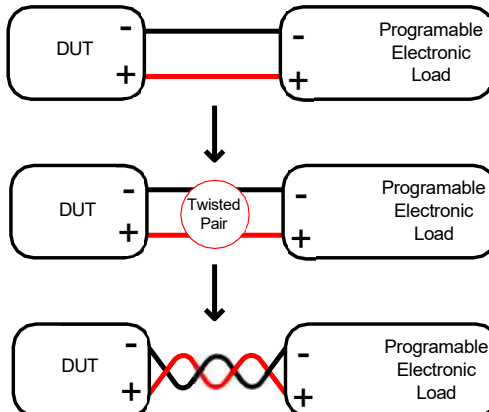 -
-
DUT
Programable
Electronic
Load
+
+
-
-
DUT
Twisted
Pair
Programable
Electronic
Load
+
+
-
-
DUT
Programable
Electronic
Load
+
+